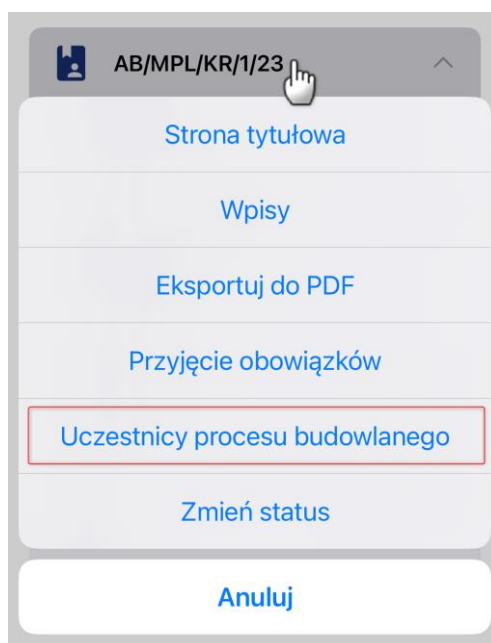 AB/MPL/KR/1/23
Strona tytułowa
Wpisy
Eksportuj do PDF
Przyjęcie obowiązków
Uczestnicy procesu budowlanego
Zmień status
Anuluj